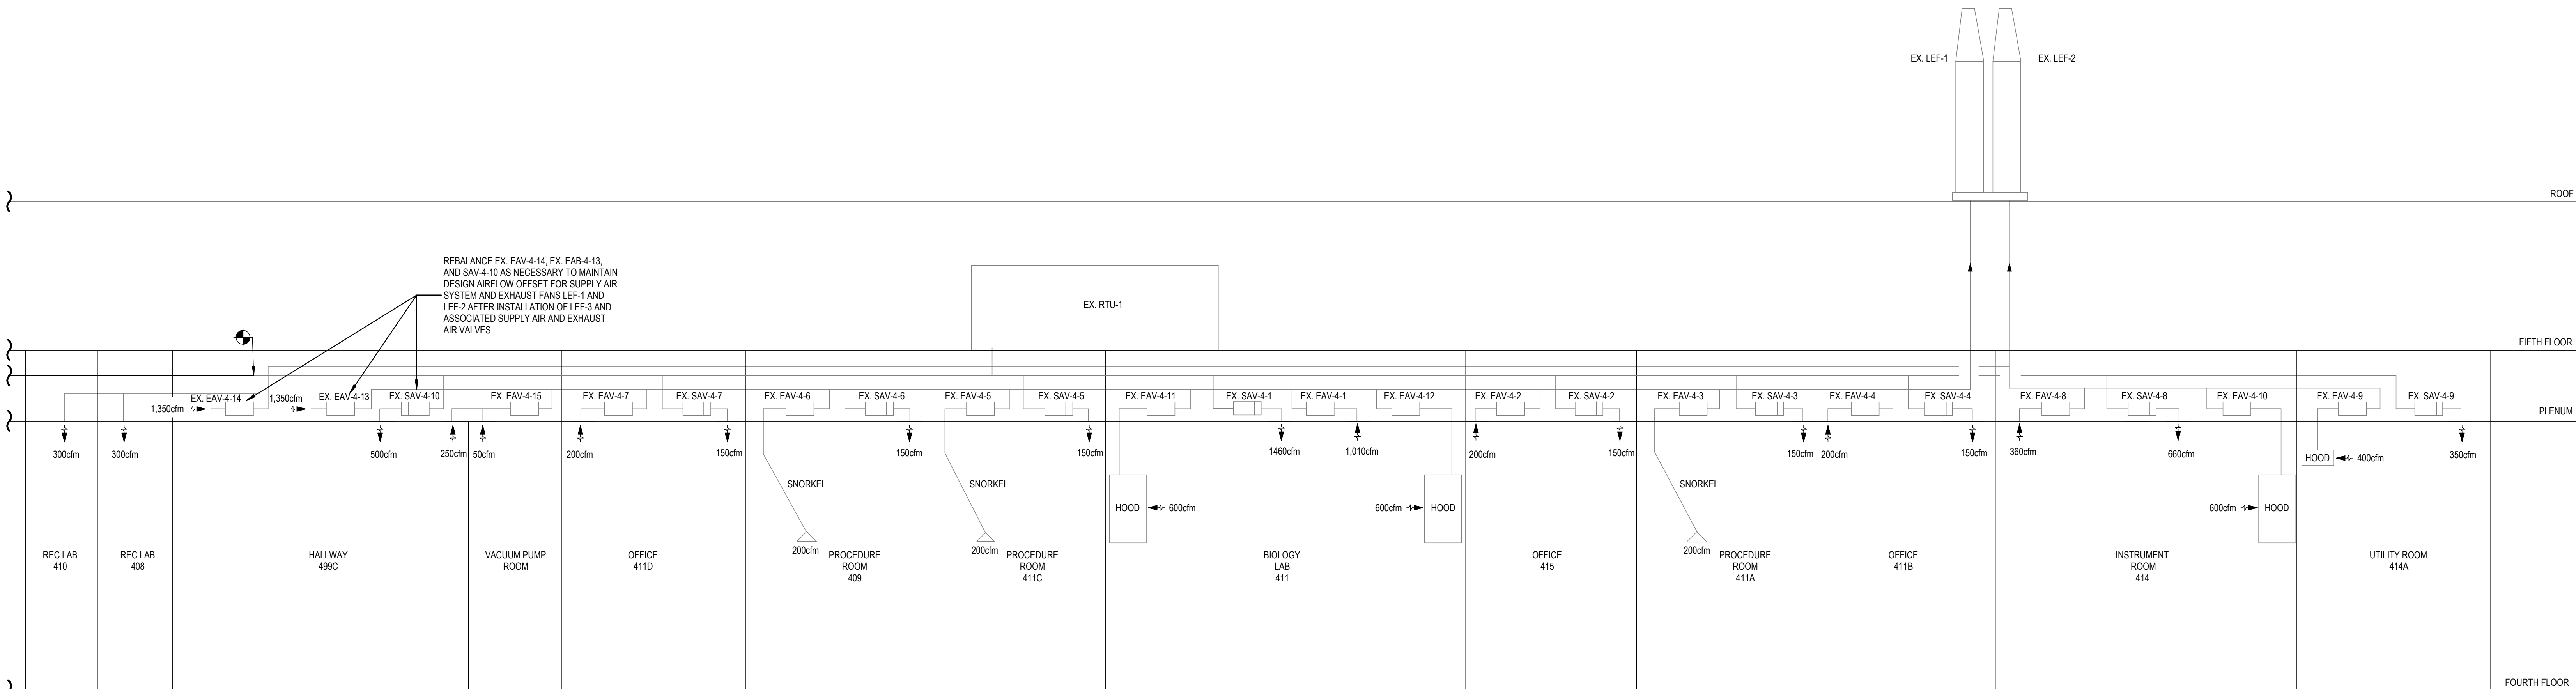 EX. LEF-1
EX. LEF-2
ROOF
REBALANCE EX. EAV-4-14, EX. EAB-4-13,
AND SAV-4-10 AS NECESSARY TO MAINTAIN
DESIGN AIRFLOW OFFSET FOR SUPPLY AIR
SYSTEM AND EXHAUST FANS LEF-1 AND
LEF-2 AFTER INSTALLATION OF LEF-3 AND
ASSOCIATED SUPPLY AIR AND EXHAUST
AIR VALVES
EX. RTU-1
FIFTH FLOOR
EX. EAV-4-14
1,350cfm
1,350cfm
EX. EAV-4-13
EX. SAV-4-10
EX. EAV-4-15
EX. EAV-4-7
EX. SAV-4-7
EX. EAV-4-6
EX. SAV-4-6
EX. EAV-4-5
EX. SAV-4-5
EX. EAV-4-11
EX. SAV-4-1
EX. EAV-4-1
EX. EAV-4-12
EX. EAV-4-2
EX. SAV-4-2
EX. EAV-4-3
EX. SAV-4-3
EX. EAV-4-4
EX. SAV-4-4
EX. EAV-4-8
EX. SAV-4-8
EX. EAV-4-10
EX. EAV-4-9
EX. SAV-4-9
PLENUM
300cfm
300cfm
500cfm
250cfm
50cfm
200cfm
150cfm
150cfm
150cfm
1460cfm
1,010cfm
200cfm
150cfm
150cfm
200cfm
150cfm
360cfm
660cfm
HOOD
400cfm
350cfm
SNORKEL
SNORKEL
SNORKEL
HOOD
600cfm
600cfm
HOOD
600cfm
HOOD
200cfm
200cfm
200cfm
REC LAB
410
REC LAB
408
HALLWAY
499C
VACUUM PUMP
ROOM
OFFICE
411D
PROCEDURE
ROOM
409
PROCEDURE
ROOM
411C
BIOLOGY
LAB
411
OFFICE
415
PROCEDURE
ROOM
411A
OFFICE
411B
INSTRUMENT
ROOM
414
UTILITY ROOM
414A
FOURTH FLOOR